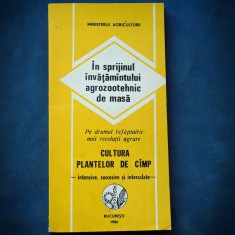 MINISTERUL AGRICULTURII
În sprijinul
învățămîntului
agrozootehnic
de masă
Pe drumul înfăptuirii
noii revoluții agrare
CULTURA
PLANTELOR DE CÎMP
— intensive, succesive și intercalate —
BUCUREȘTI
1986